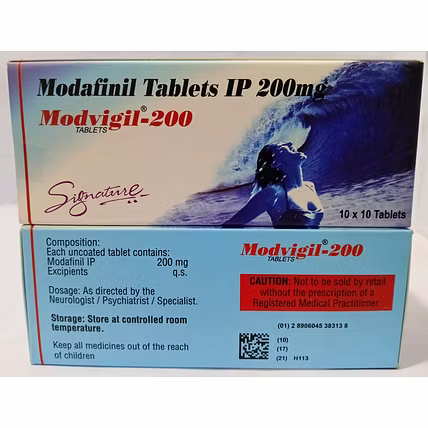 Modafinil Tablets IP 200mg
Modvigil®-200
TABLETS
Signature
10 x 10 Tablets
Composition:
Each uncoated tablet contains:
Modafinil IP 200 mg
Excipients q.s.
Dosage: As directed by the
Neurologist / Psychiatrist / Specialist.
Storage: Store at controlled room
temperature.
Keep all medicines out of the reach
of children
Modvigil®-200
TABLETS
CAUTION: Not to be sold by retail
without the prescription of a
Registered Medical Practitioner.
(01) 2 8906045 38313 8
(10)
(17)
(21) H113